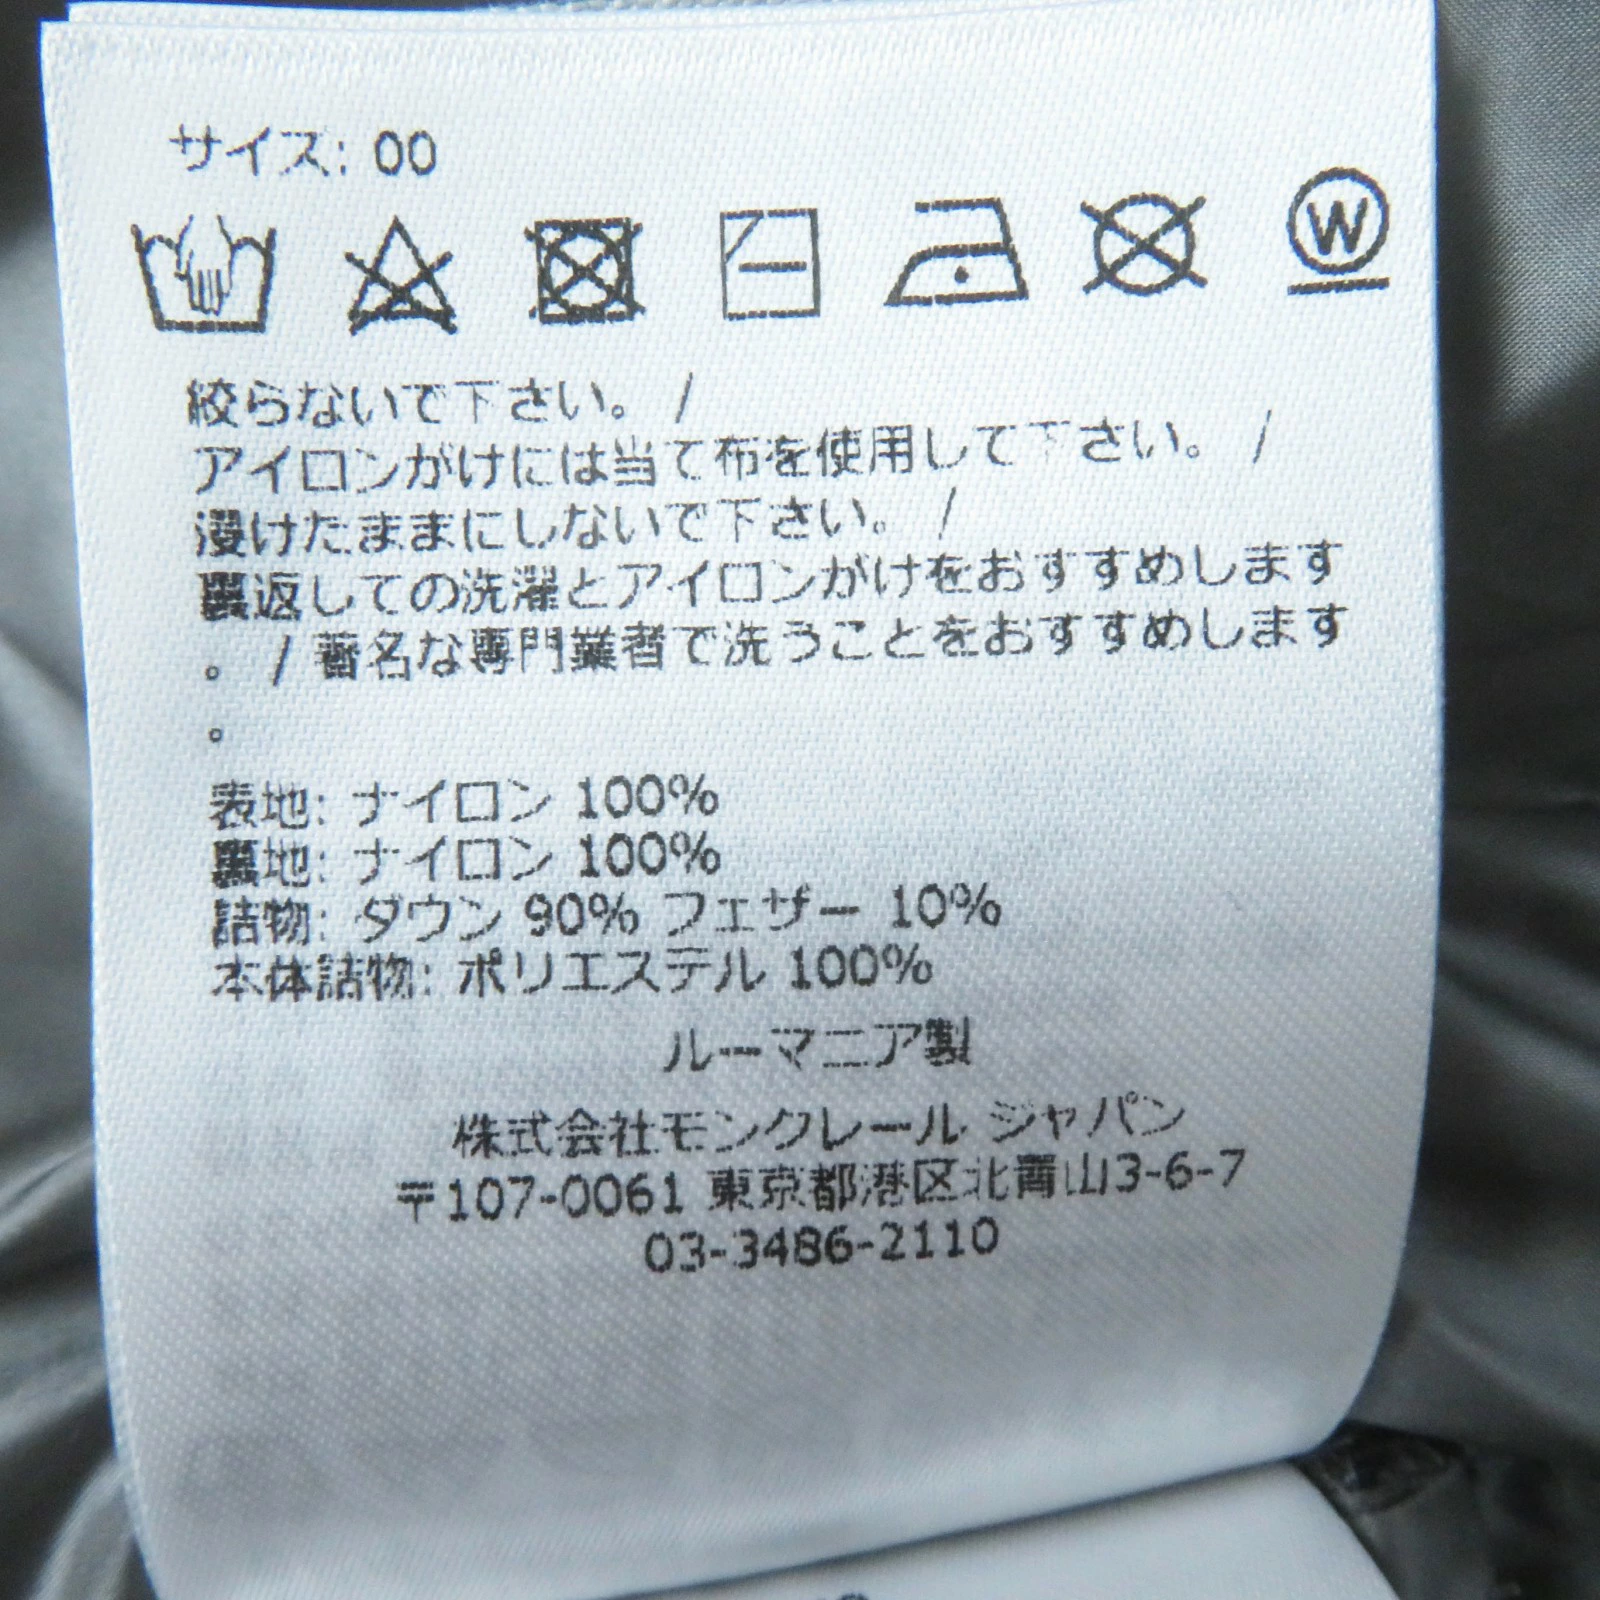 サイズ: 00
W
絞らないで下さい。 /
アイロンがけには当て布を使用して下さい。 /
浸けたままにしないで下さい。 /
裏返しての洗濯とアイロンがけをおすすめします
。 / 著名な専門業者で洗うことをおすすめします
。
表地: ナイロン 100%
裏地: ナイロン 100%
詰物: ダウン 90% フェザー 10%
本体詰物: ポリエステル 100%
ルーマニア製
株式会社モンクレール ジャパン
〒107-0061 東京都港区北青山3-6-7
03-3486-2110